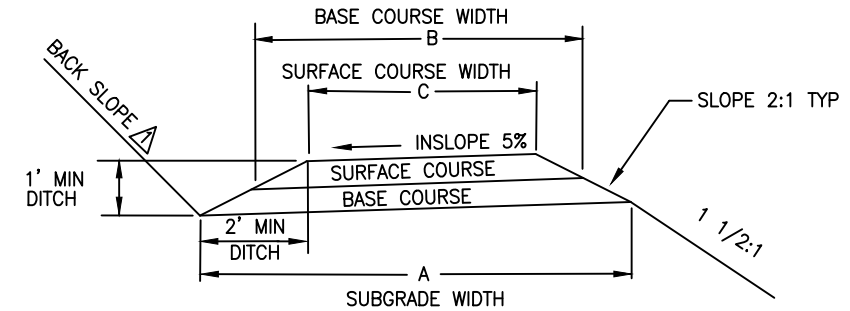 BASE COURSE WIDTH
B
SURFACE COURSE WIDTH
C
BACK SLOPE 1
SLOPE 2:1 TYP
INSLOPE 5%
SURFACE COURSE
BASE COURSE
1' MIN
DITCH
2' MIN
DITCH
1 1/2:1
A
SUBGRADE WIDTH